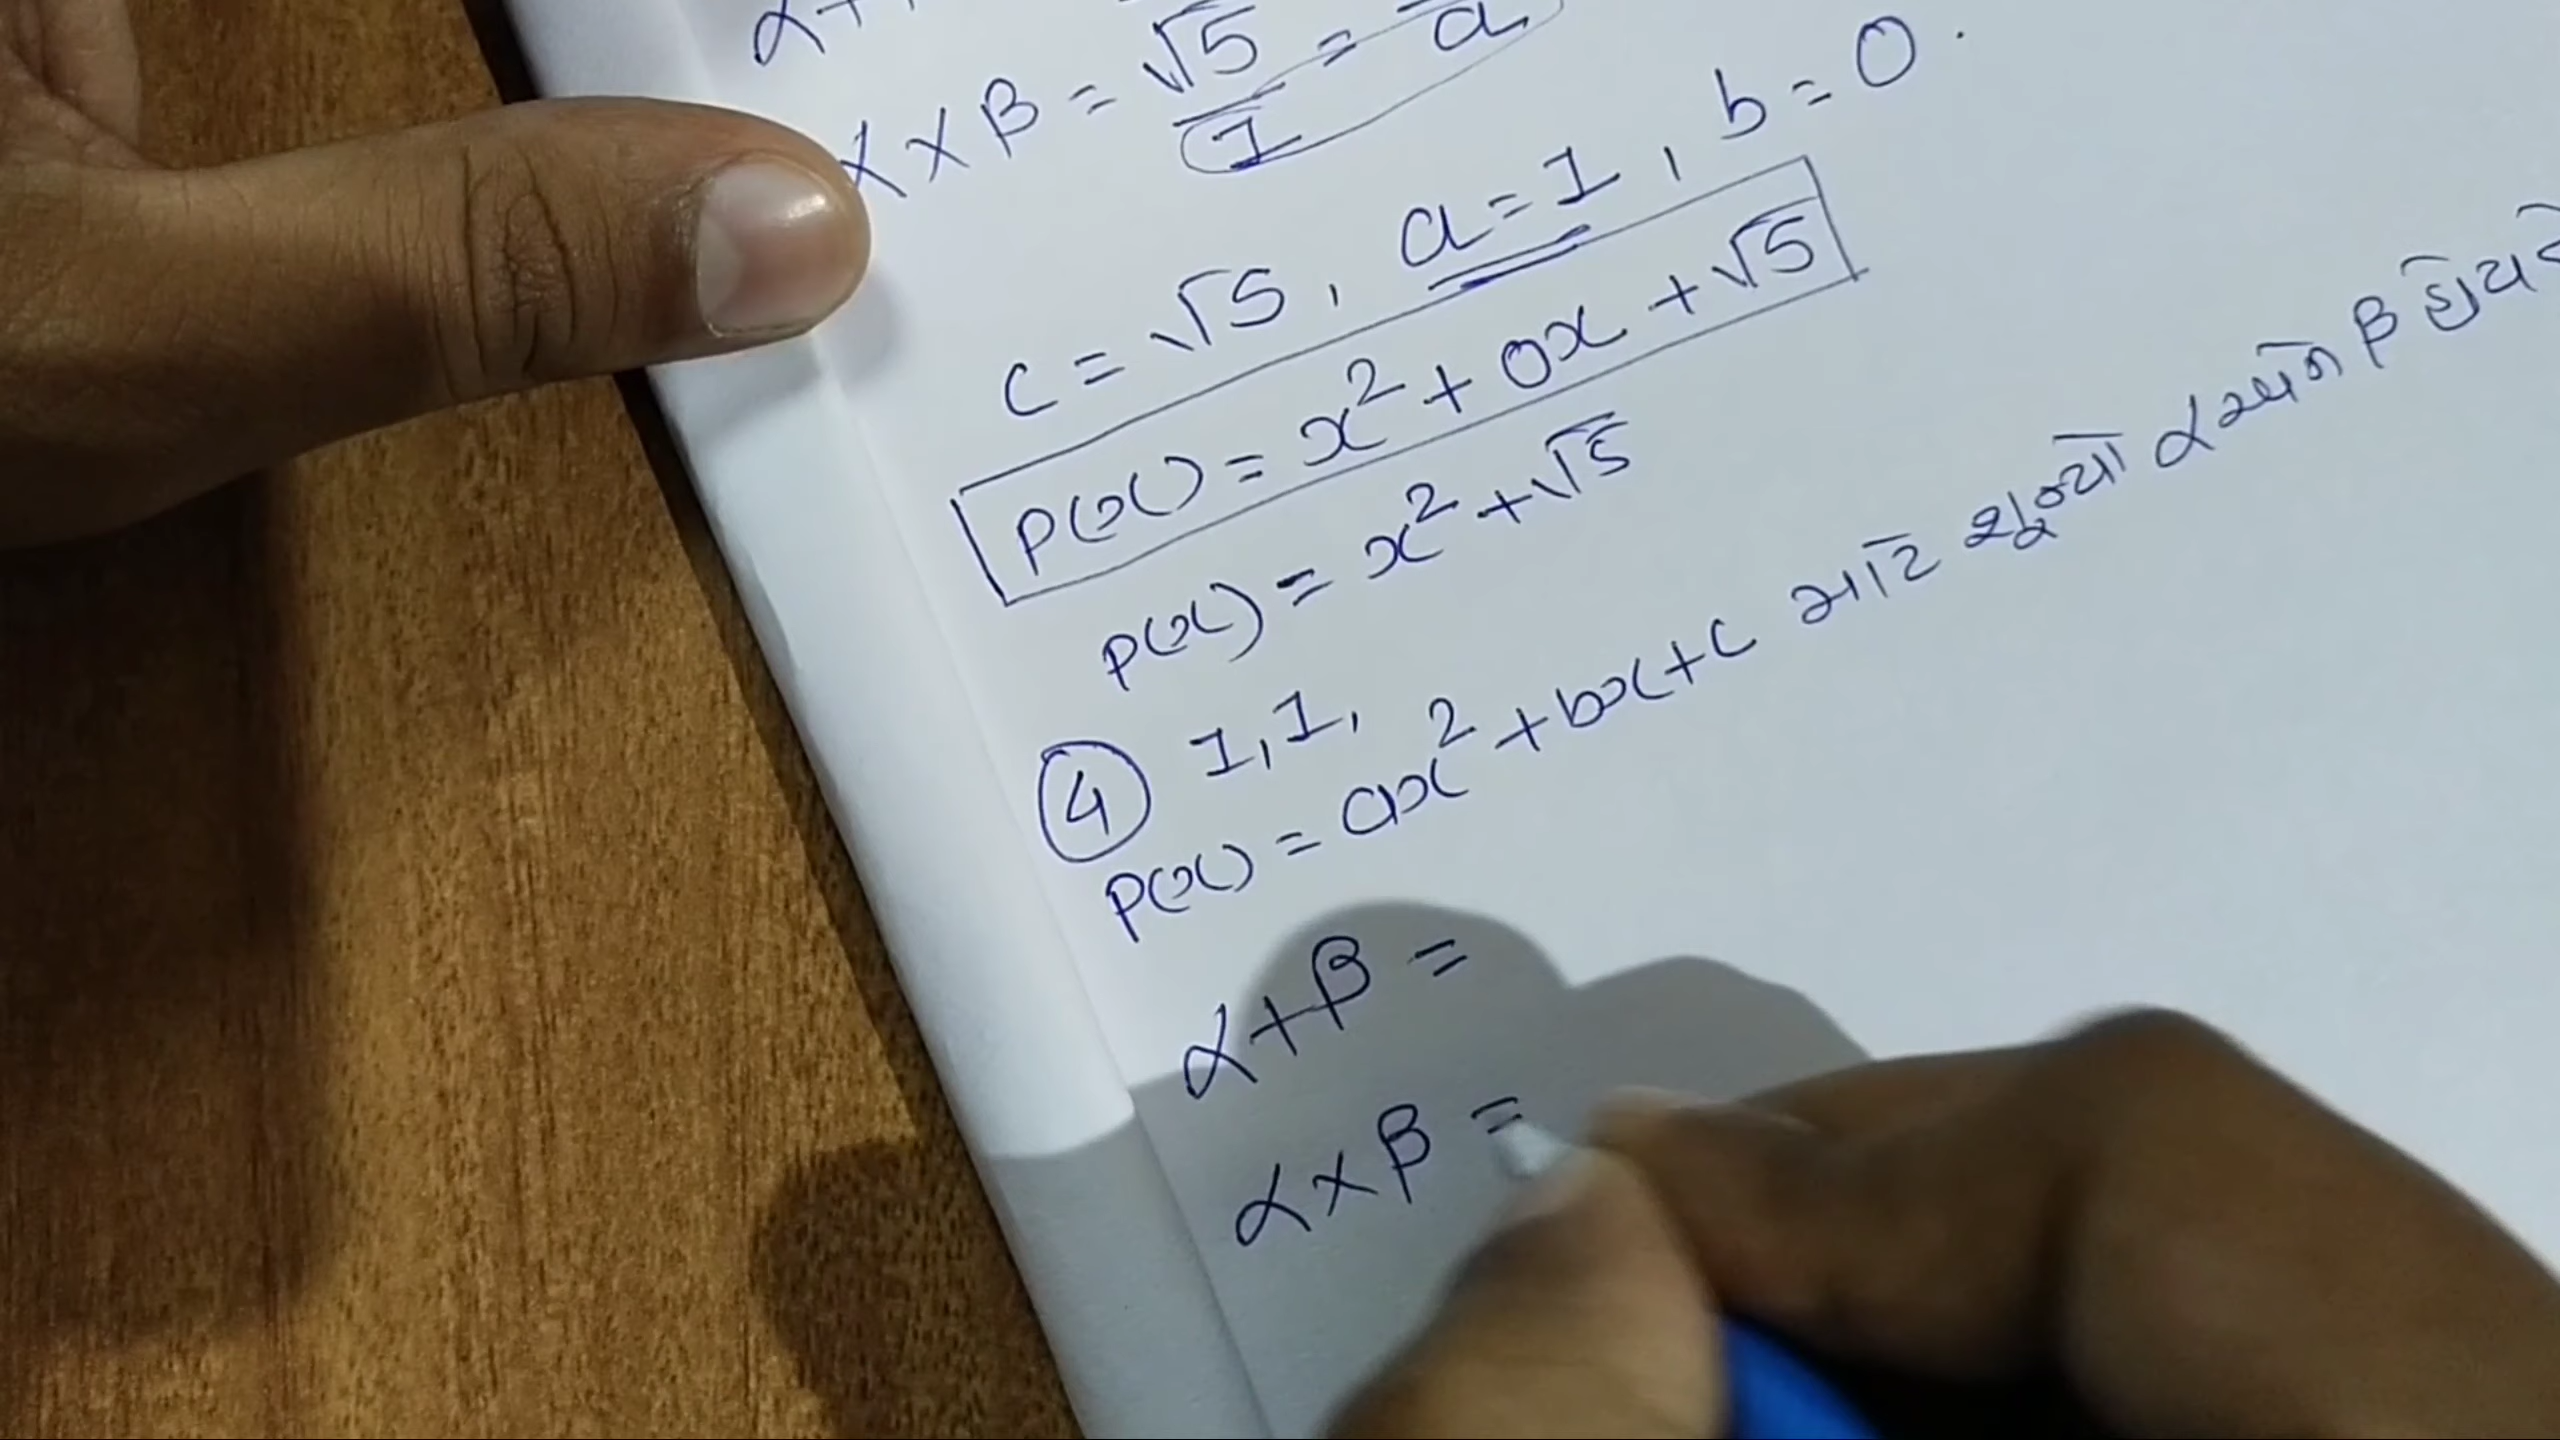 α+
α×β = √5/1 = /a
c = √5, a=1, b=0.
P(x) = x² + 0x + √5
P(x) = x² + √5
④ 1, 1,
P(x) = ax² + bx + c માટે શૂન્યો α અને β હોય તો
α+β =
α×β =